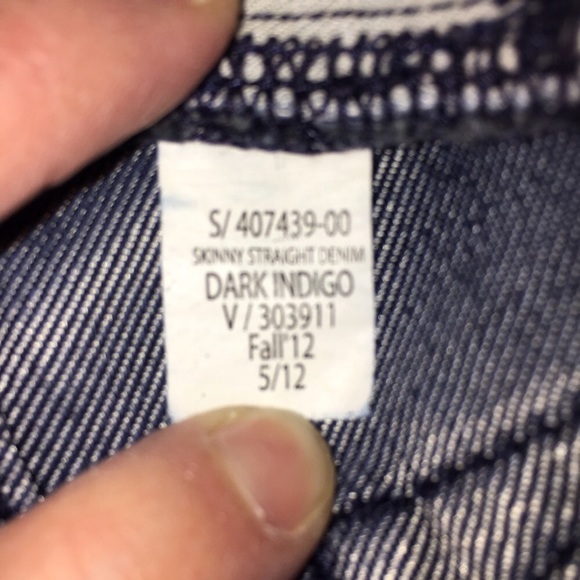 S/ 407439-00
SKINNY STRAIGHT DENIM
DARK INDIGO
V / 303911
Fall'12
5/12